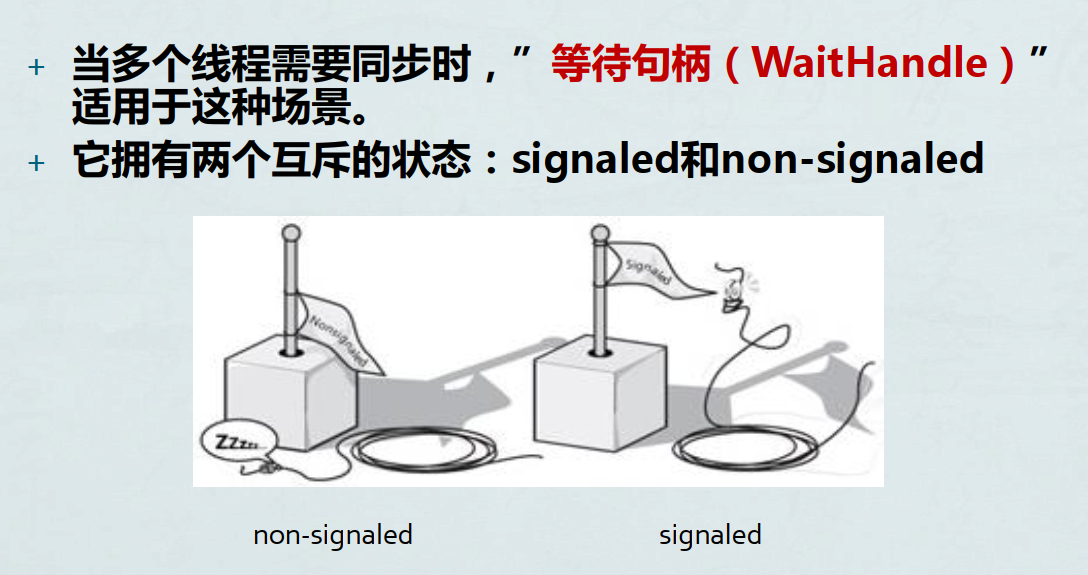 + 当多个线程需要同步时，”等待句柄（WaitHandle）”
适用于这种场景。
+ 它拥有两个互斥的状态：signaled和non-signaled
Nonsignaled
Signaled
ZZzzz
non-signaled
signaled